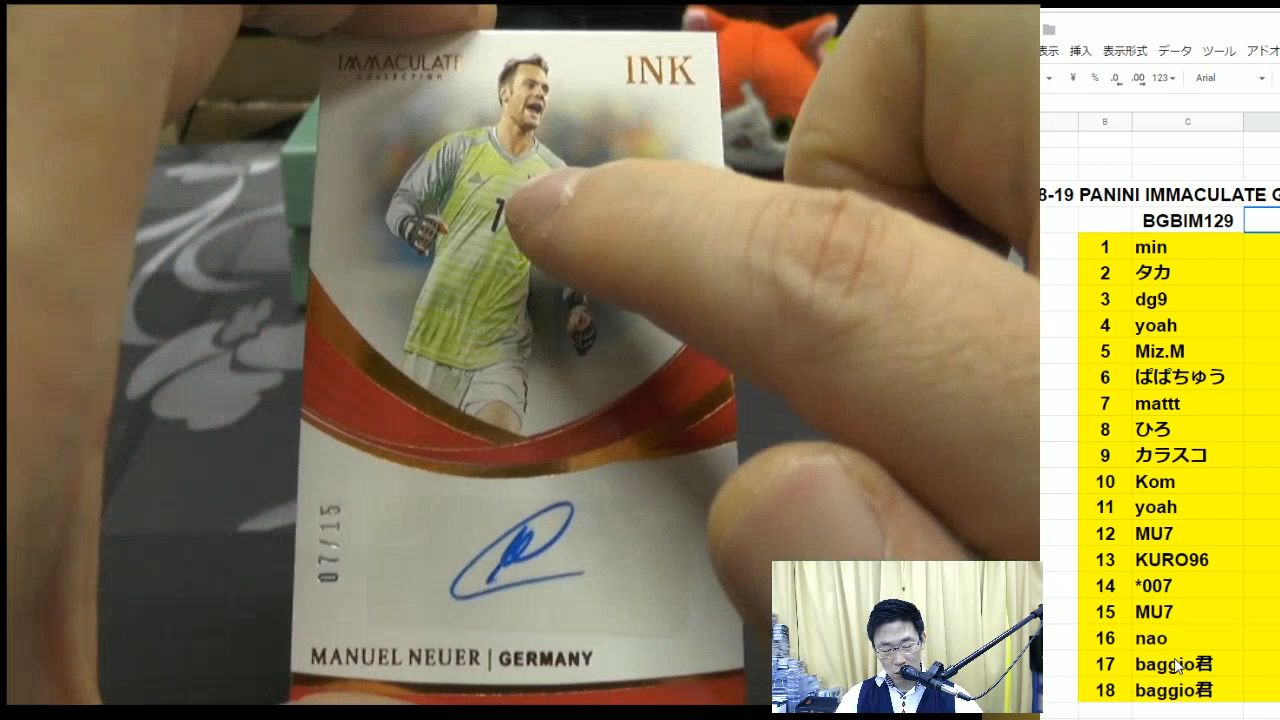 IMMACULATE
COLLECTION
INK
07/15
MANUEL NEUER | GERMANY
表示 挿入 表示形式 データ ツール アドオ
¥ % .0 .00 123 Arial
B C
8-19 PANINI IMMACULATE
BGBIM129
1 min
2 タカ
3 dg9
4 yoah
5 Miz.M
6 ぱぱちゅう
7 mattt
8 ひろ
9 カラスコ
10 Kom
11 yoah
12 MU7
13 KURO96
14 *007
15 MU7
16 nao
17 baggio君
18 baggio君